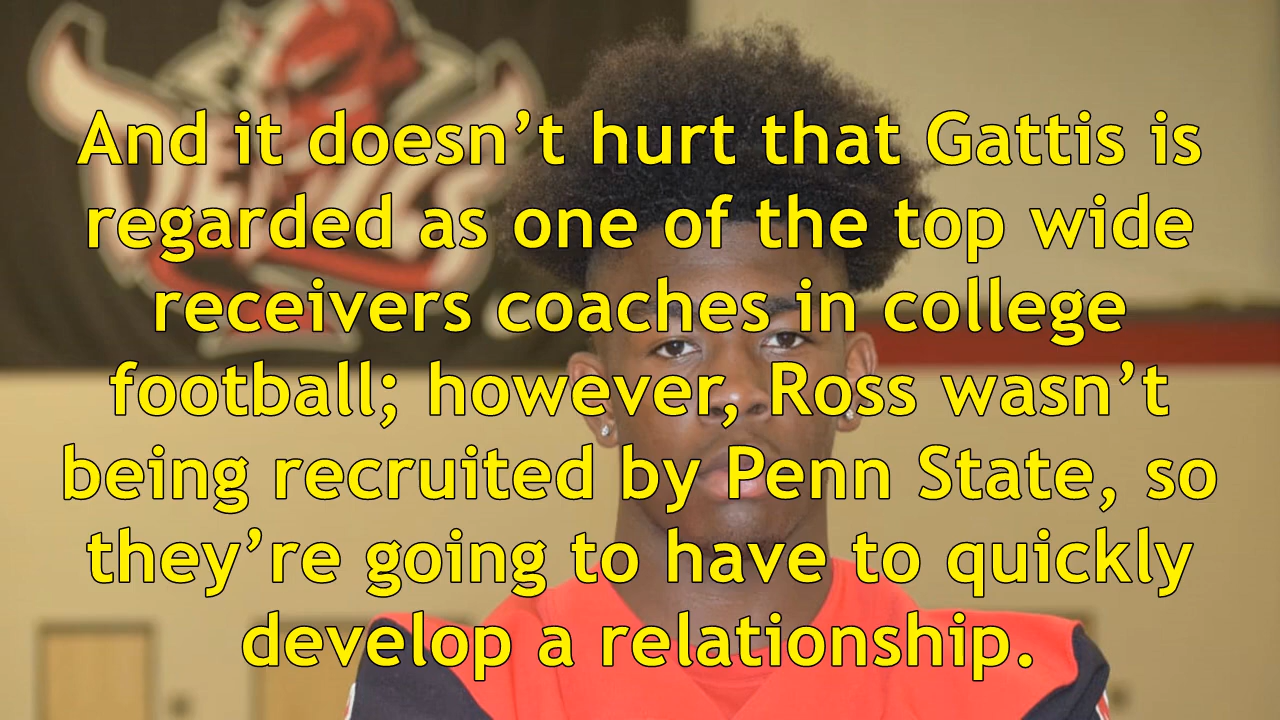 DEVILS
And it doesn’t hurt that Gattis is
regarded as one of the top wide
receivers coaches in college
football; however, Ross wasn’t
being recruited by Penn State, so
they’re going to have to quickly
develop a relationship.